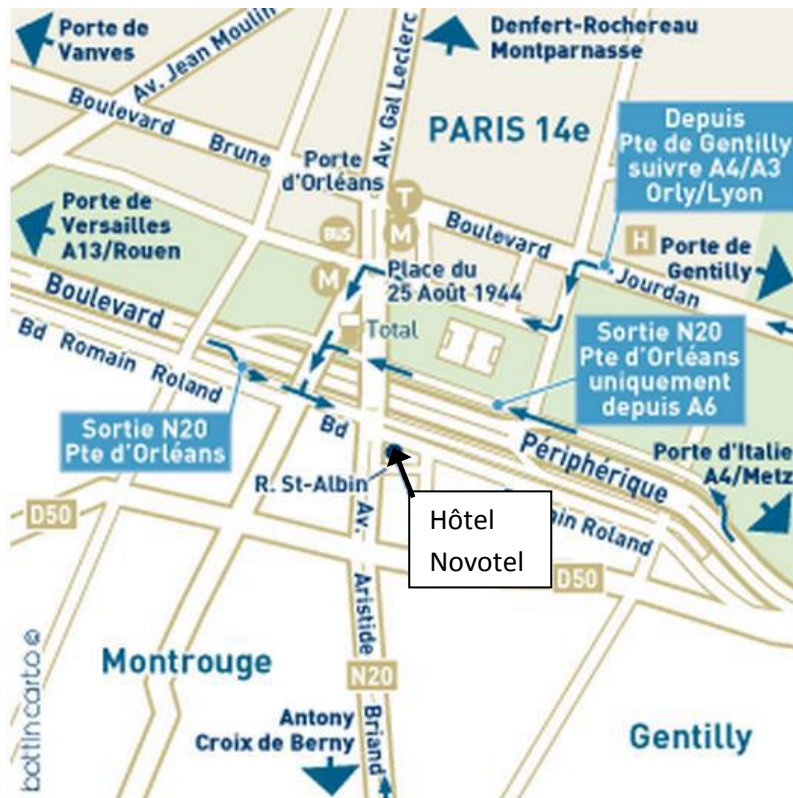 Porte de
Vanves
Av. Jean Moulin
Av. Gal Leclerc
Denfert-Rochereau
Montparnasse
PARIS 14e
Depuis
Pte de Gentilly
suivre A4/A3
Orly/Lyon
Boulevard
Brune
Porte
d'Orléans
T
BUS
M
M
Porte de
Versailles
A13/Rouen
Boulevard
H
Jourdan
Porte de
Gentilly
Place du
25 Août 1944
Total
Boulevard
Bd Romain Roland
Sortie N20
Pte d'Orléans
Sortie N20
Pte d'Orléans
uniquement
depuis A6
Bd
Périphérique
Porte d'Italie
A4/Metz
R. St-Albin
Hôtel
Novotel
main Roland
D50
D50
Av.
Aristide
Briand
N20
Montrouge
Antony
Croix de Berny
Gentilly
bottincarto ©